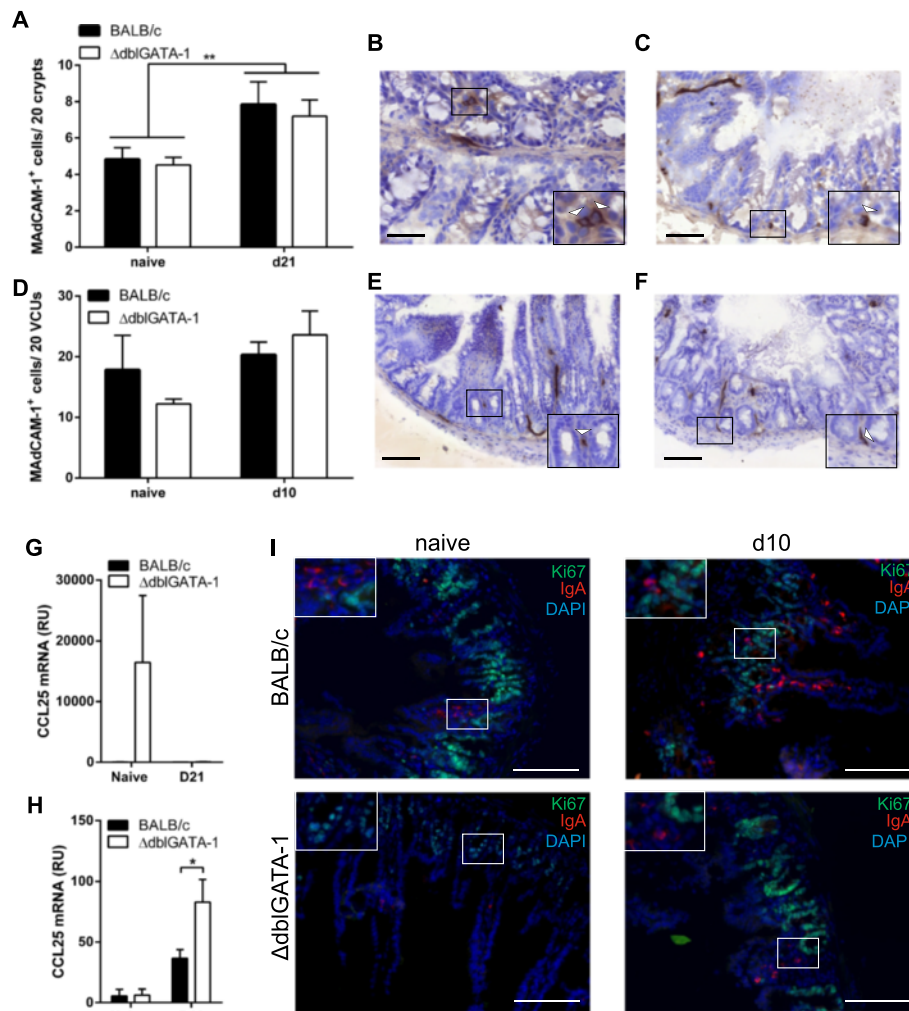 A
BALB/c
ΔdblGATA-1
**
10
8
6
4
2
0
MAdCAM-1+ cells/ 20 crypts
naive
d21
B
C
D
BALB/c
ΔdblGATA-1
30
20
10
0
MAdCAM-1+ cells/ 20 VCUs
naive
d10
E
F
G
BALB/c
ΔdblGATA-1
30000
20000
10000
0
CCL25 mRNA (RU)
Naive
D21
H
BALB/c
ΔdblGATA-1
*
150
100
50
0
CCL25 mRNA (RU)
I
naive
d10
BALB/c
Ki67
IgA
DAPI
Ki67
IgA
DAPI
ΔdblGATA-1
Ki67
IgA
DAPI
Ki67
IgA
DAPI